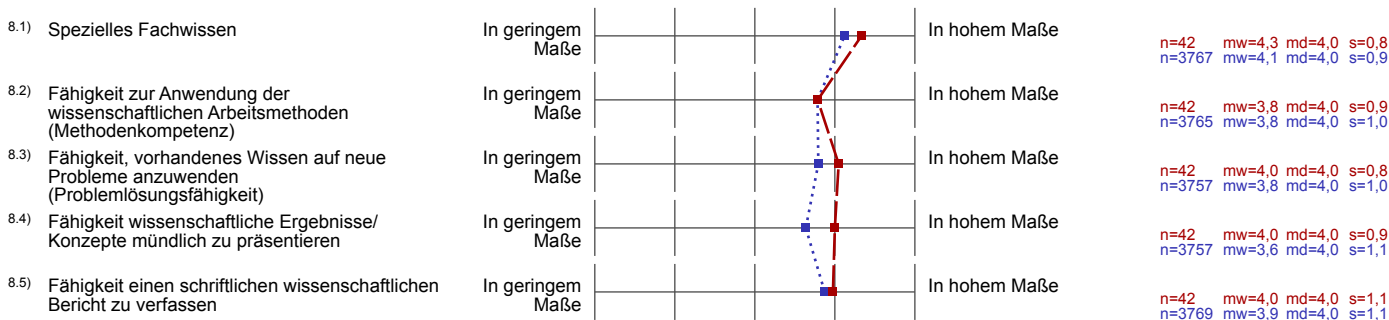 8.1) Spezielles Fachwissen In geringem Maße In hohem Maße
n=42 mw=4,3 md=4,0 s=0,8
n=3767 mw=4,1 md=4,0 s=0,9
8.2) Fähigkeit zur Anwendung der
wissenschaftlichen Arbeitsmethoden
(Methodenkompetenz)
In geringem
Maße
In hohem Maße
n=42 mw=3,8 md=4,0 s=0,9
n=3765 mw=3,8 md=4,0 s=1,0
8.3) Fähigkeit, vorhandenes Wissen auf neue
Probleme anzuwenden
(Problemlösungsfähigkeit)
In geringem
Maße
In hohem Maße
n=42 mw=4,0 md=4,0 s=0,8
n=3757 mw=3,8 md=4,0 s=1,0
8.4) Fähigkeit wissenschaftliche Ergebnisse/
Konzepte mündlich zu präsentieren
In geringem
Maße
In hohem Maße
n=42 mw=4,0 md=4,0 s=0,9
n=3757 mw=3,6 md=4,0 s=1,1
8.5) Fähigkeit einen schriftlichen wissenschaftlichen
Bericht zu verfassen
In geringem
Maße
In hohem Maße
n=42 mw=4,0 md=4,0 s=1,1
n=3769 mw=3,9 md=4,0 s=1,1